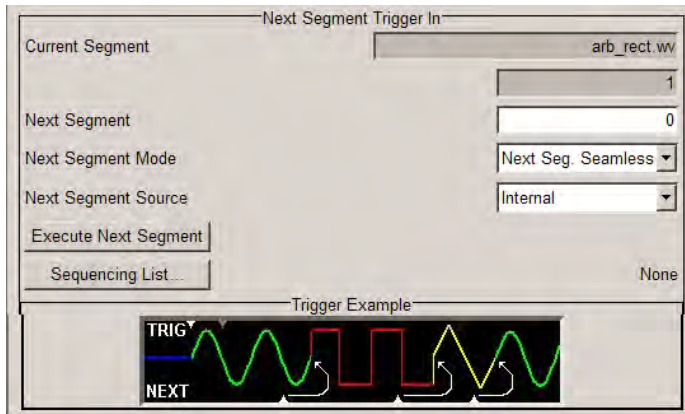 Next Segment Trigger In
Current Segment arb_rect.wv
1
Next Segment 0
Next Segment Mode Next Seg. Seamless
Next Segment Source Internal
Execute Next Segment
Sequencing List... None
Trigger Example
TRIG
NEXT